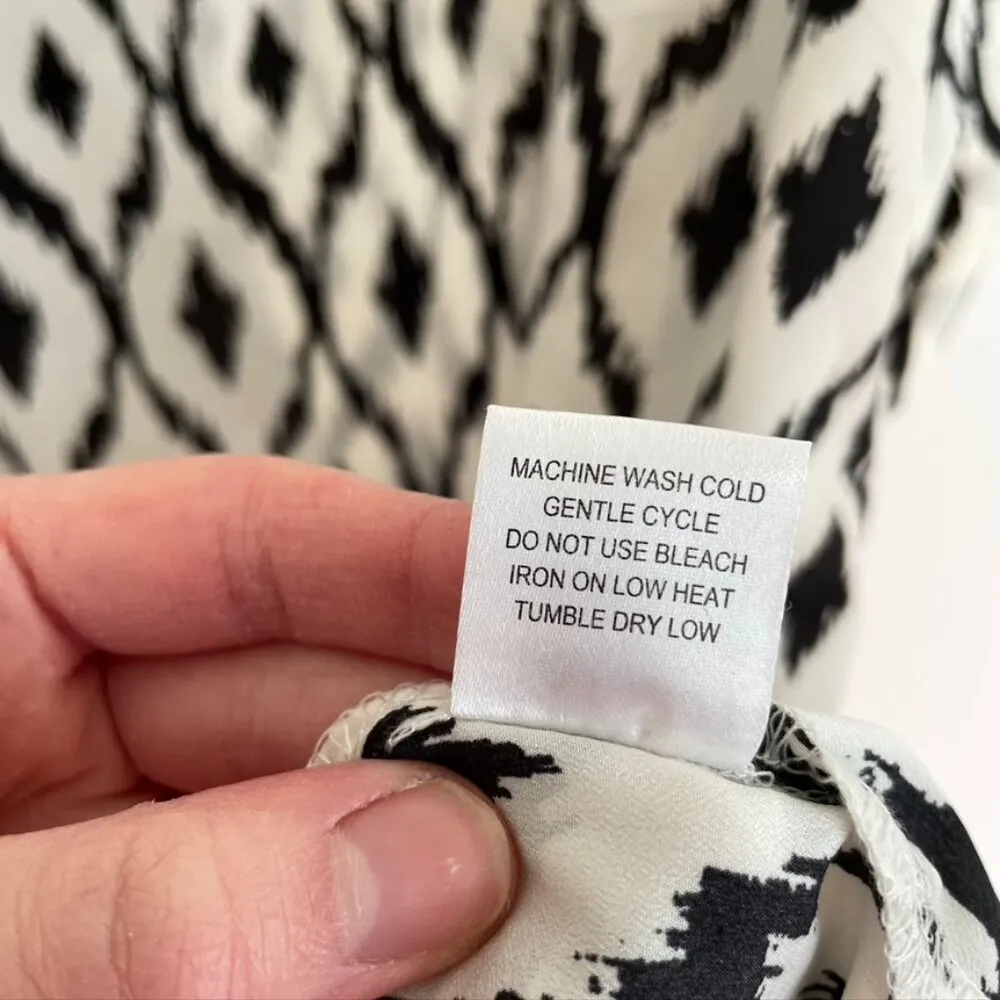 MACHINE WASH COLD
GENTLE CYCLE
DO NOT USE BLEACH
IRON ON LOW HEAT
TUMBLE DRY LOW